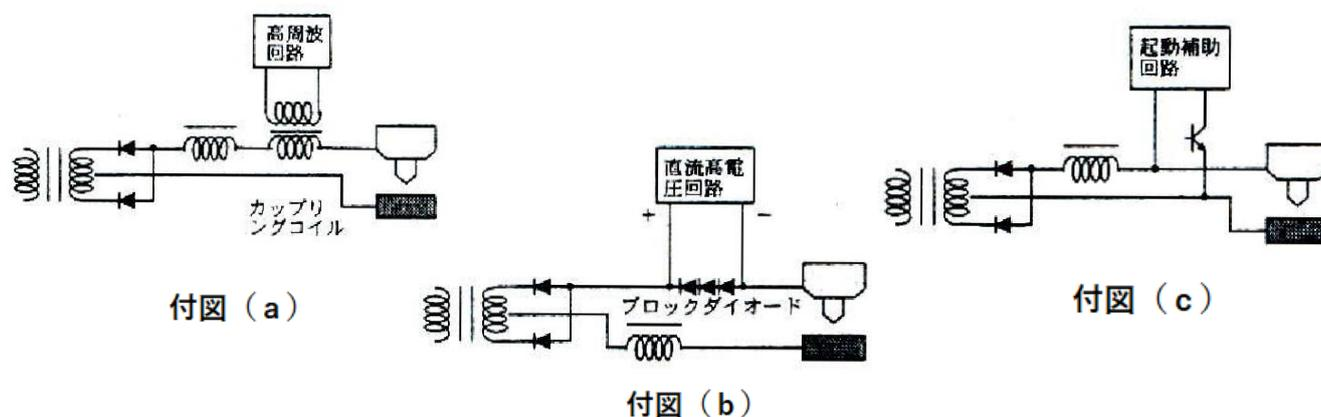 高周波
回路
カップリ
ングコイル
付図（a）
直流高電
圧回路
+ −
ブロックダイオード
付図（b）
起動補助
回路
付図（c）